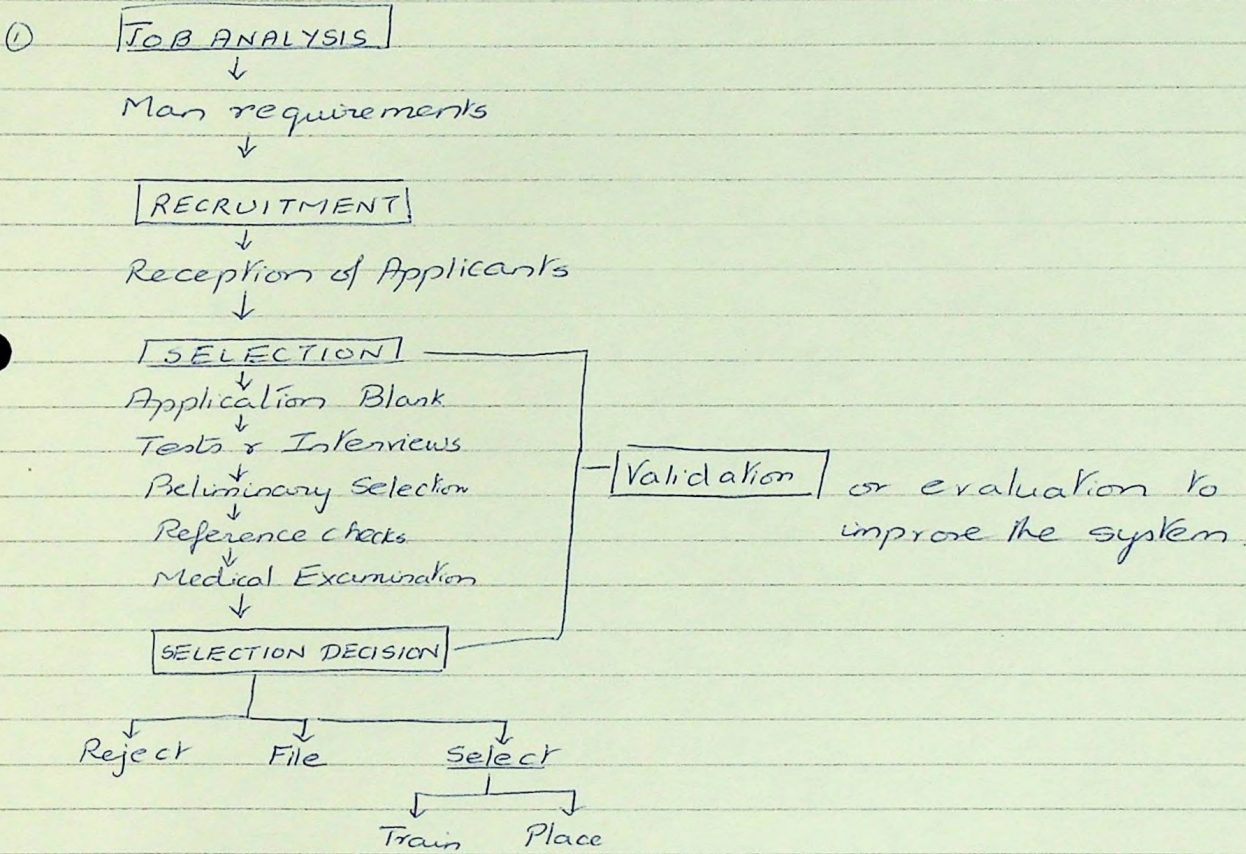 ①
JOB ANALYSIS
Man requirements
RECRUITMENT
Reception of Applicants
SELECTION
Application Blank
Tests & Interviews
Preliminary Selection
Reference checks
Medical Examination
Validation or evaluation to
improve the system.
SELECTION DECISION
Reject File Select
Train Place